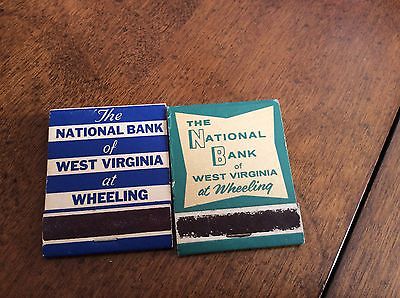 The
NATIONAL BANK
of
WEST VIRGINIA
at
WHEELING
THE
NATIONAL
BANK of
WEST VIRGINIA
at Wheeling